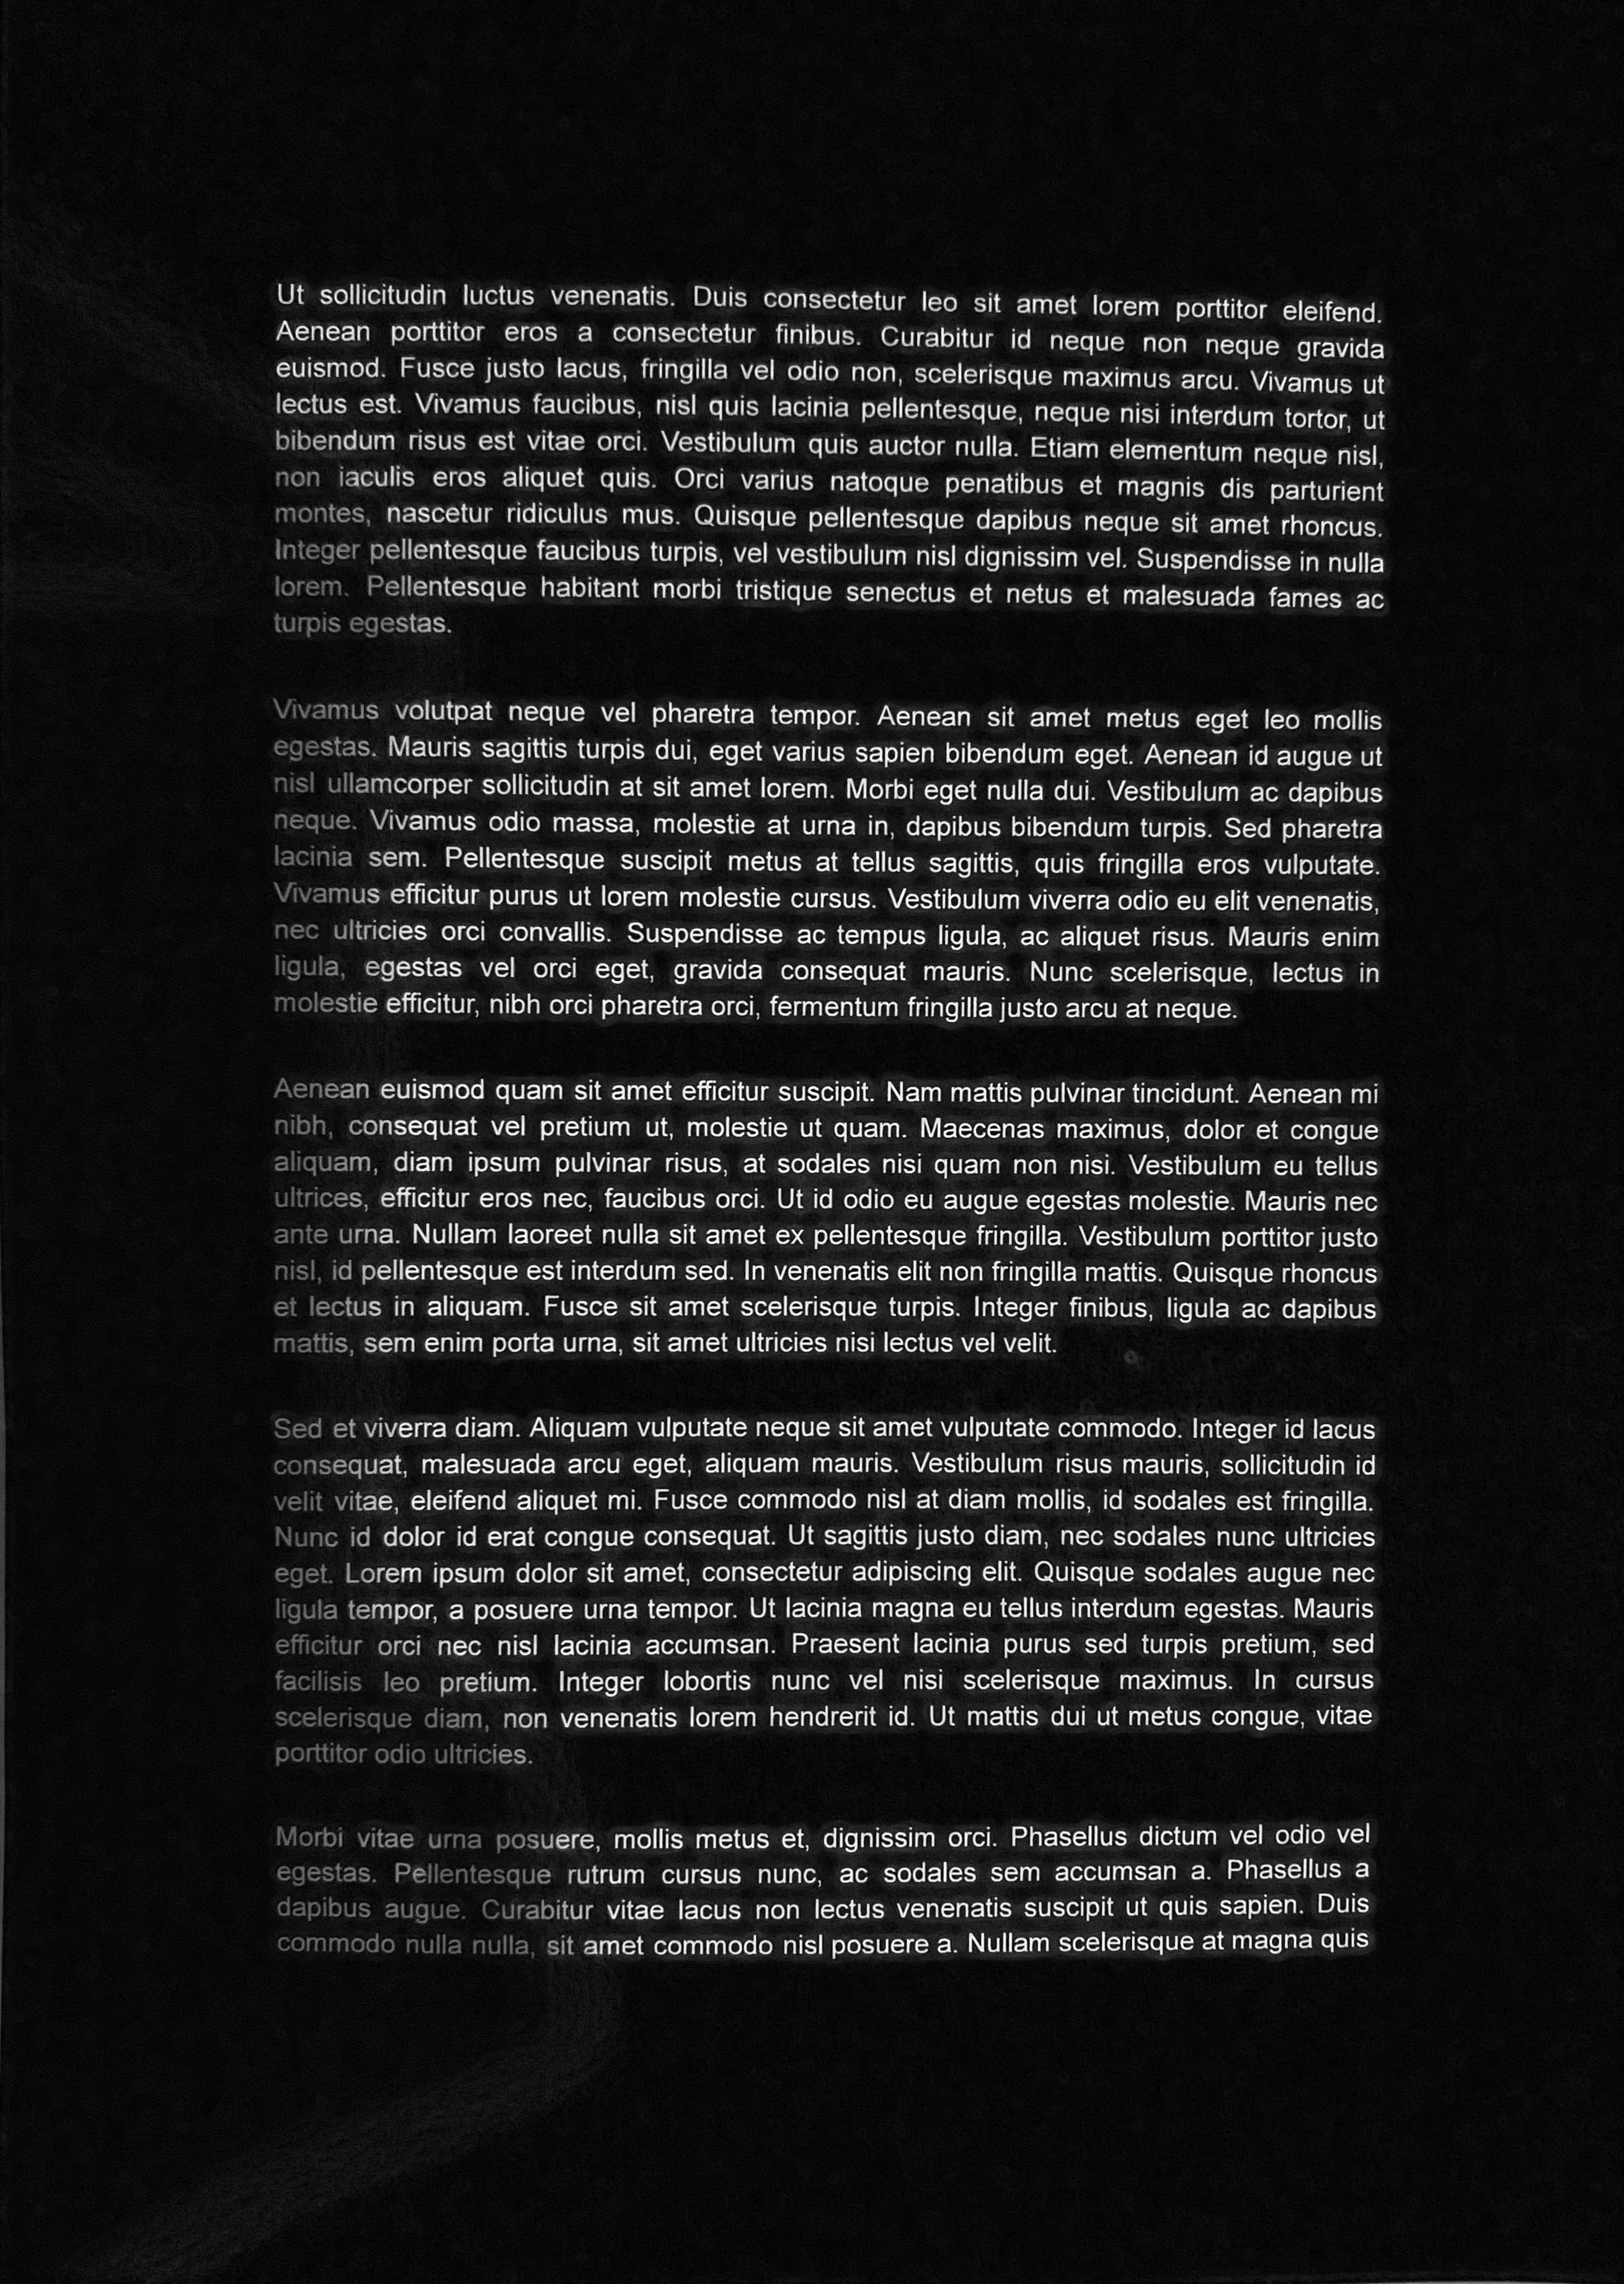 Ut sollicitudin luctus venenatis. Duis consectetur leo sit amet lorem porttitor eleifend.
Aenean porttitor eros a consectetur finibus. Curabitur id neque non neque gravida
euismod. Fusce justo lacus, fringilla vel odio non, scelerisque maximus arcu. Vivamus ut
lectus est. Vivamus faucibus, nisl quis lacinia pellentesque, neque nisi interdum tortor, ut
bibendum risus est vitae orci. Vestibulum quis auctor nulla. Etiam elementum neque nisl,
non iaculis eros aliquet quis. Orci varius natoque penatibus et magnis dis parturient
montes, nascetur ridiculus mus. Quisque pellentesque dapibus neque sit amet rhoncus.
Integer pellentesque faucibus turpis, vel vestibulum nisl dignissim vel. Suspendisse in nulla
lorem. Pellentesque habitant morbi tristique senectus et netus et malesuada fames ac
turpis egestas.
Vivamus volutpat neque vel pharetra tempor. Aenean sit amet metus eget leo mollis
egestas. Mauris sagittis turpis dui, eget varius sapien bibendum eget. Aenean id augue ut
nisl ullamcorper sollicitudin at sit amet lorem. Morbi eget nulla dui. Vestibulum ac dapibus
neque. Vivamus odio massa, molestie at urna in, dapibus bibendum turpis. Sed pharetra
lacinia sem. Pellentesque suscipit metus at tellus sagittis, quis fringilla eros vulputate.
Vivamus efficitur purus ut lorem molestie cursus. Vestibulum viverra odio eu elit venenatis,
nec ultricies orci convallis. Suspendisse ac tempus ligula, ac aliquet risus. Mauris enim
ligula, egestas vel orci eget, gravida consequat mauris. Nunc scelerisque, lectus in
molestie efficitur, nibh orci pharetra orci, fermentum fringilla justo arcu at neque.
Aenean euismod quam sit amet efficitur suscipit. Nam mattis pulvinar tincidunt. Aenean mi
nibh, consequat vel pretium ut, molestie ut quam. Maecenas maximus, dolor et congue
aliquam, diam ipsum pulvinar risus, at sodales nisi quam non nisi. Vestibulum eu tellus
ultrices, efficitur eros nec, faucibus orci. Ut id odio eu augue egestas molestie. Mauris nec
ante urna. Nullam laoreet nulla sit amet ex pellentesque fringilla. Vestibulum porttitor justo
nisl, id pellentesque est interdum sed. In venenatis elit non fringilla mattis. Quisque rhoncus
et lectus in aliquam. Fusce sit amet scelerisque turpis. Integer finibus, ligula ac dapibus
mattis, sem enim porta urna, sit amet ultricies nisi lectus vel velit.
Sed et viverra diam. Aliquam vulputate neque sit amet vulputate commodo. Integer id lacus
consequat, malesuada arcu eget, aliquam mauris. Vestibulum risus mauris, sollicitudin id
velit vitae, eleifend aliquet mi. Fusce commodo nisl at diam mollis, id sodales est fringilla.
Nunc id dolor id erat congue consequat. Ut sagittis justo diam, nec sodales nunc ultricies
eget. Lorem ipsum dolor sit amet, consectetur adipiscing elit. Quisque sodales augue nec
ligula tempor, a posuere urna tempor. Ut lacinia magna eu tellus interdum egestas. Mauris
efficitur orci nec nisl lacinia accumsan. Praesent lacinia purus sed turpis pretium, sed
facilisis leo pretium. Integer lobortis nunc vel nisi scelerisque maximus. In cursus
scelerisque diam, non venenatis lorem hendrerit id. Ut mattis dui ut metus congue, vitae
porttitor odio ultricies.
Morbi vitae urna posuere, mollis metus et, dignissim orci. Phasellus dictum vel odio vel
egestas. Pellentesque rutrum cursus nunc, ac sodales sem accumsan a. Phasellus a
dapibus augue. Curabitur vitae lacus non lectus venenatis suscipit ut quis sapien. Duis
commodo nulla nulla, sit amet commodo nisl posuere a. Nullam scelerisque at magna quis